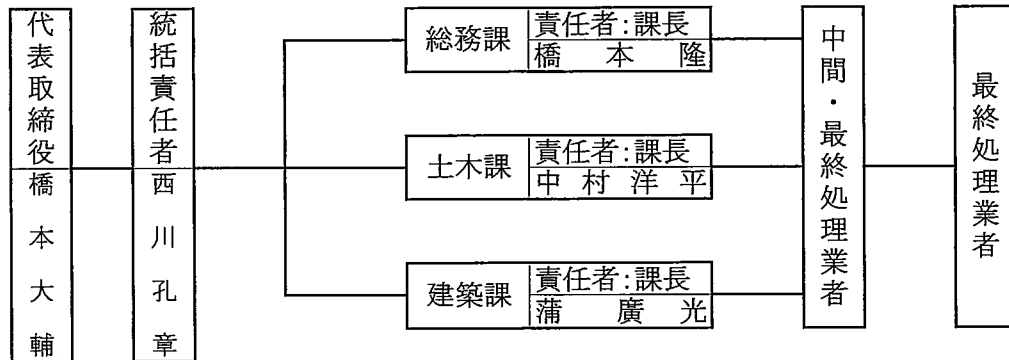 代表取締役
橋本大輔
統括責任者
西川孔章
総務課
責任者:課長
橋本隆
土木課
責任者:課長
中村洋平
建築課
責任者:課長
蒲廣光
中間・最終処理業者
最終処理業者